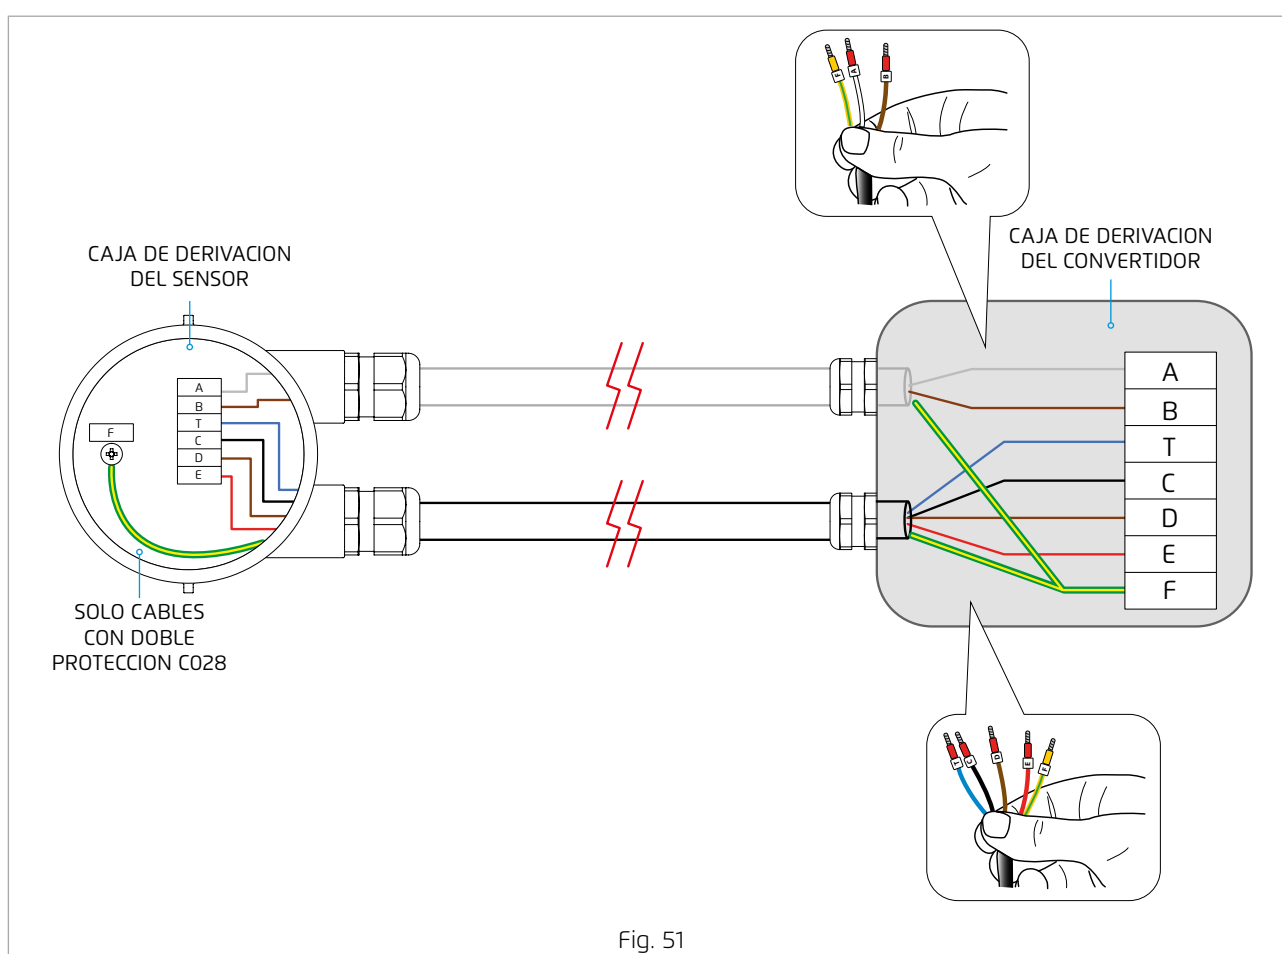 F
A
B
CAJA DE DERIVACION
DEL SENSOR
CAJA DE DERIVACION
DEL CONVERTIDOR
A
B
T
C
D
E
F
A
B
T
C
D
E
F
SOLO CABLES
CON DOBLE
PROTECCION C028
T
C
D
E
F
Fig. 51